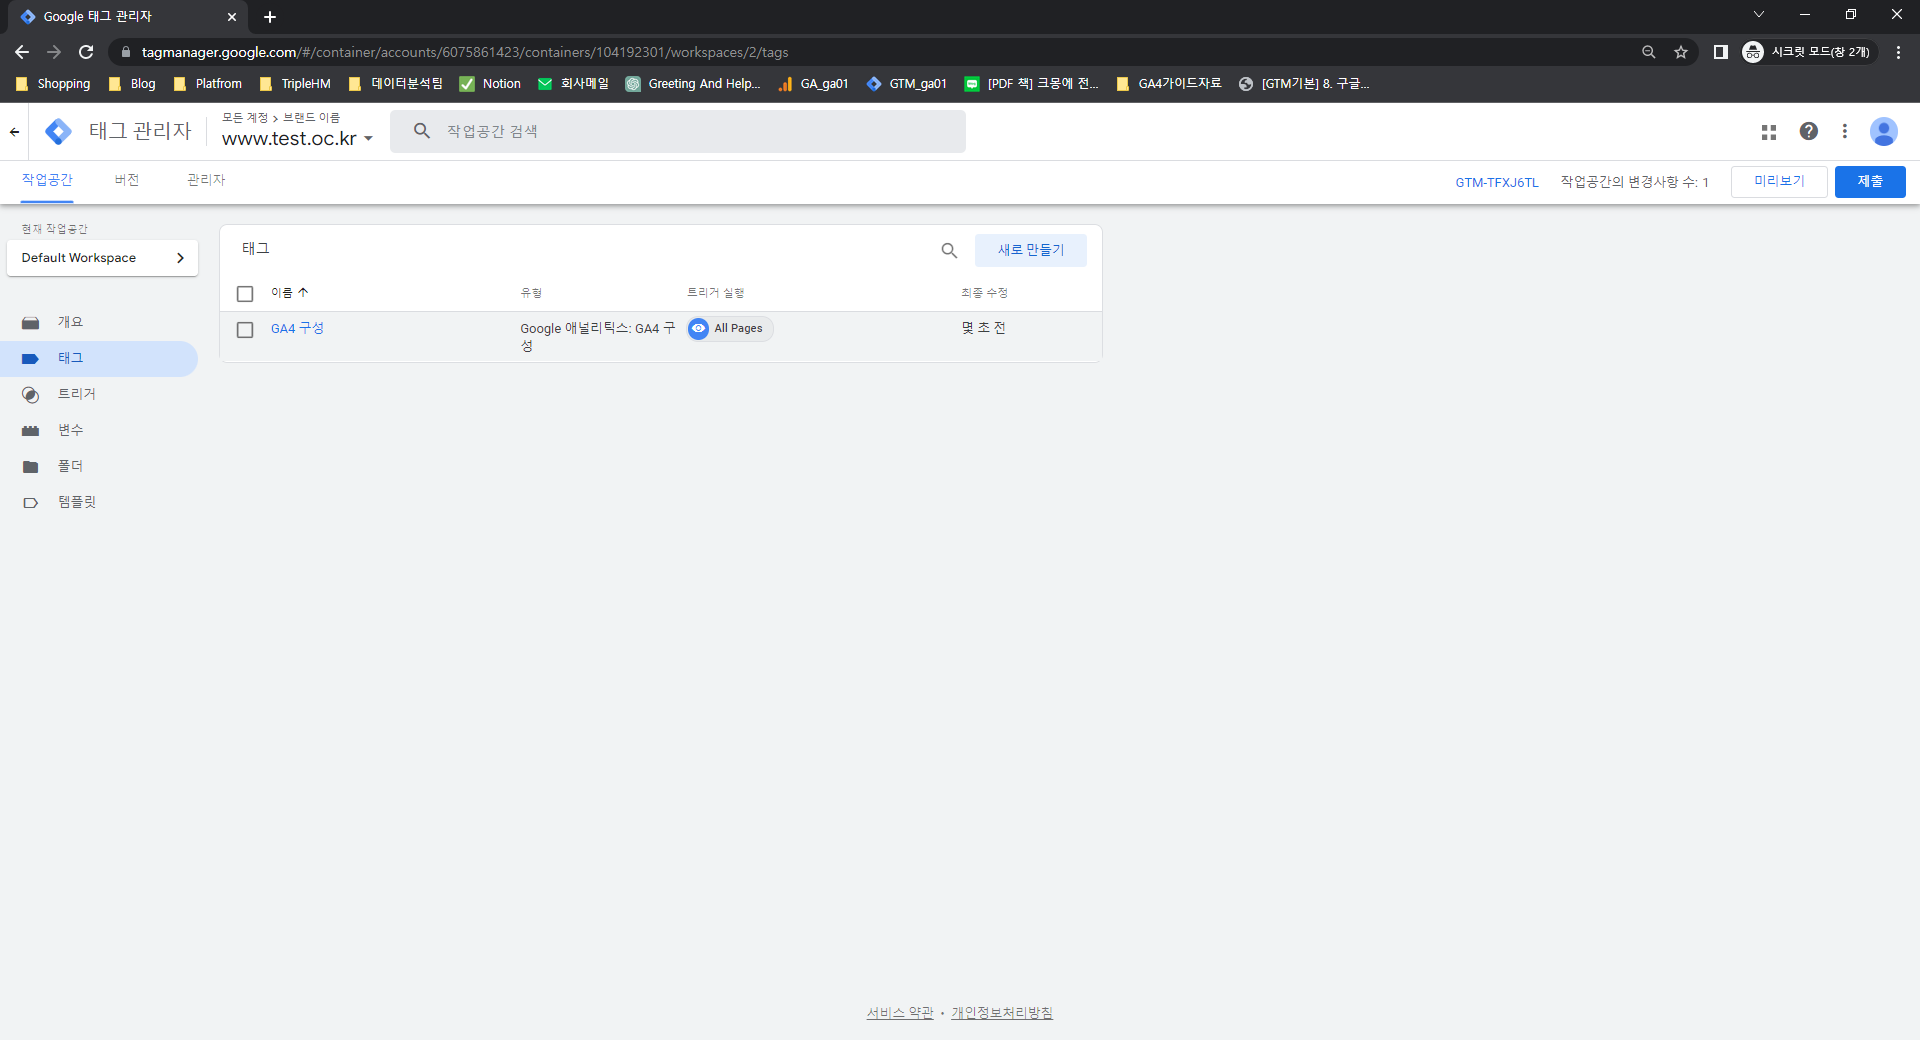 Google 태그 관리자
tagmanager.google.com/#/container/accounts/6075861423/containers/104192301/workspaces/2/tags
시크릿 모드(창 2개)
Shopping Blog Platfrom TripleHM 데이터분석팀 Notion 회사메일 Greeting And Help... GA_ga01 GTM_ga01 [PDF 책] 크몽에 전... GA4가이드자료 [GTM기본] 8. 구글...
태그 관리자
모든 계정 > 브랜드 이름
www.test.oc.kr
작업공간 검색
작업공간 버전 관리자
GTM-TFXJ6TL 작업공간의 변경사항 수: 1 미리보기 제출
현재 작업공간
Default Workspace
개요
태그
트리거
변수
폴더
템플릿
태그
새로 만들기
이름 유형 트리거 실행 최종 수정
GA4 구성 Google 애널리틱스: GA4 구 All Pages 몇 초 전
성
서비스 약관 • 개인정보처리방침